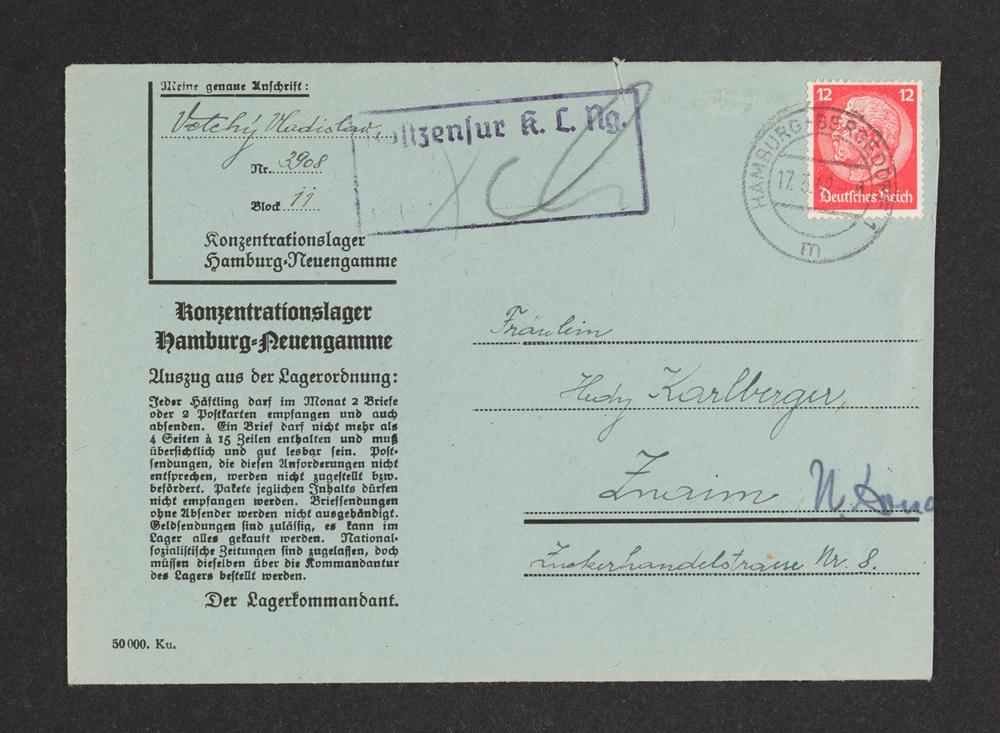 Meine genaue Anschrift:
Vetchý Vladislav,
Nr. 2908
Block 11
Konzentrationslager
Hamburg-Neuengamme
Postzensur K. L. Ng.
12 12
Deutsches Reich
HAMBURG-BERGEDORF 1
m
Konzentrationslager
Hamburg-Neuengamme
Auszug aus der Lagerordnung:
Jeder Häftling darf im Monat 2 Briefe
oder 2 Postkarten empfangen und auch
absenden. Ein Brief darf nicht mehr als
4 Seiten à 15 Zeilen enthalten und muß
übersichtlich und gut lesbar sein. Post-
sendungen, die diesen Anforderungen nicht
entsprechen, werden nicht zugestellt bzw.
befördert. Pakete jeglichen Inhalts dürfen
nicht empfangen werden. Briefsendungen
ohne Absender werden nicht ausgehändigt.
Geldsendungen sind zulässig, es kann im
Lager alles gekauft werden. National-
sozialistische Zeitungen sind zugelassen, doch
müssen dieselben über die Kommandantur
des Lagers bestellt werden.
Der Lagerkommandant.
50000. Ku.
Fräulein
Hedy Karlberger,
Znaim
Zuckerhandelstrasse Nr. 8.